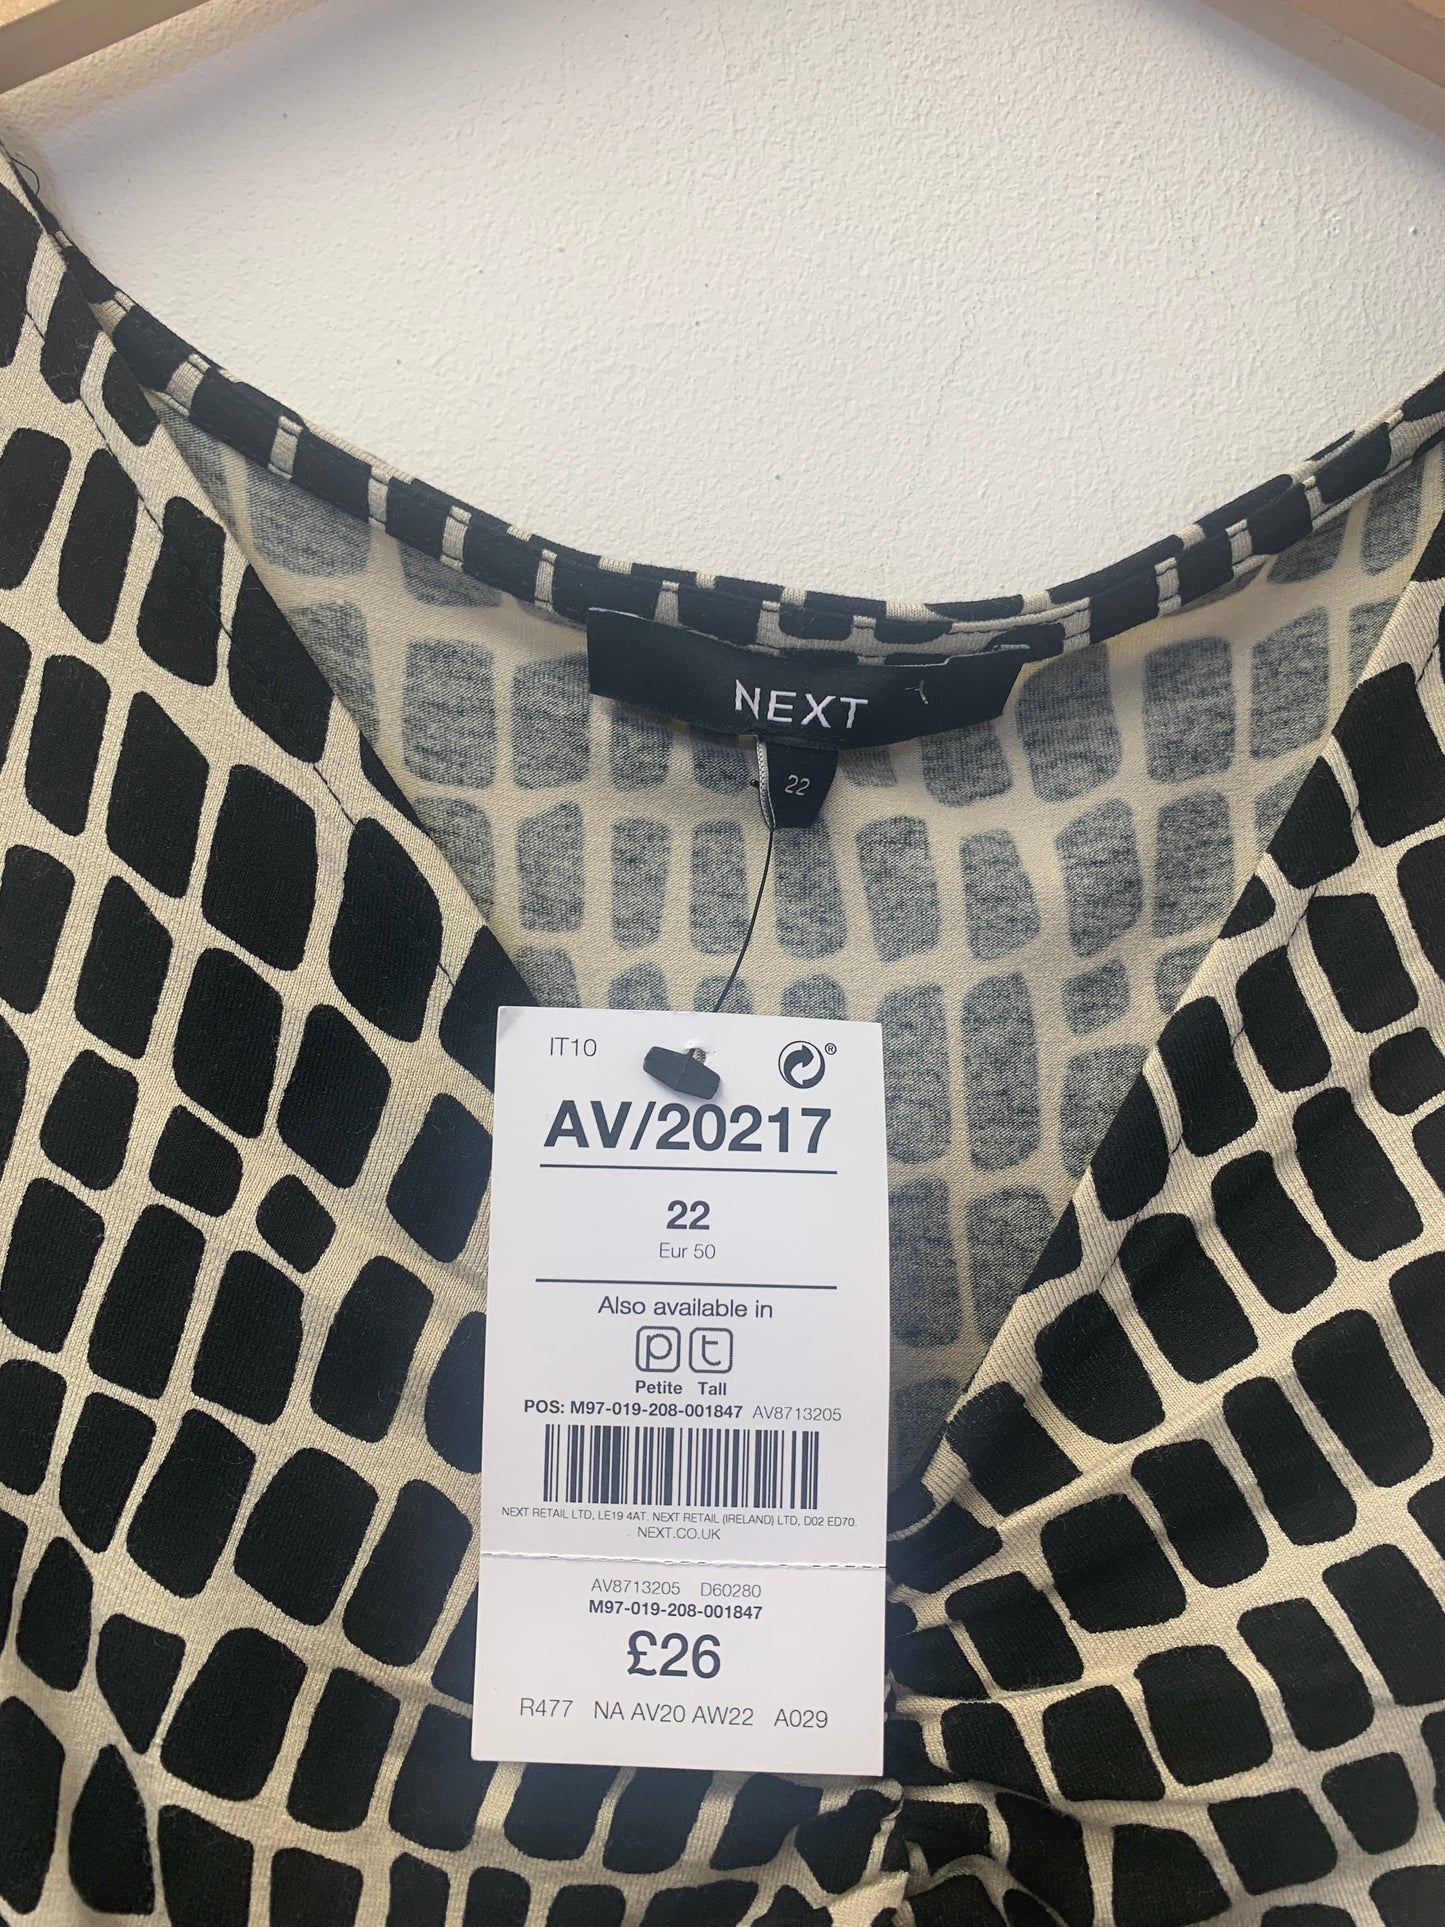 NEXT
22
IT10 ®
AV/20217
22
Eur 50
Also available in
p t
Petite Tall
POS: M97-019-208-001847 AV8713205
NEXT RETAIL LTD, LE19 4AT. NEXT RETAIL (IRELAND) LTD, D02 ED70.
NEXT.CO.UK
AV8713205 D60280
M97-019-208-001847
£26
R477 NA AV20 AW22 A029